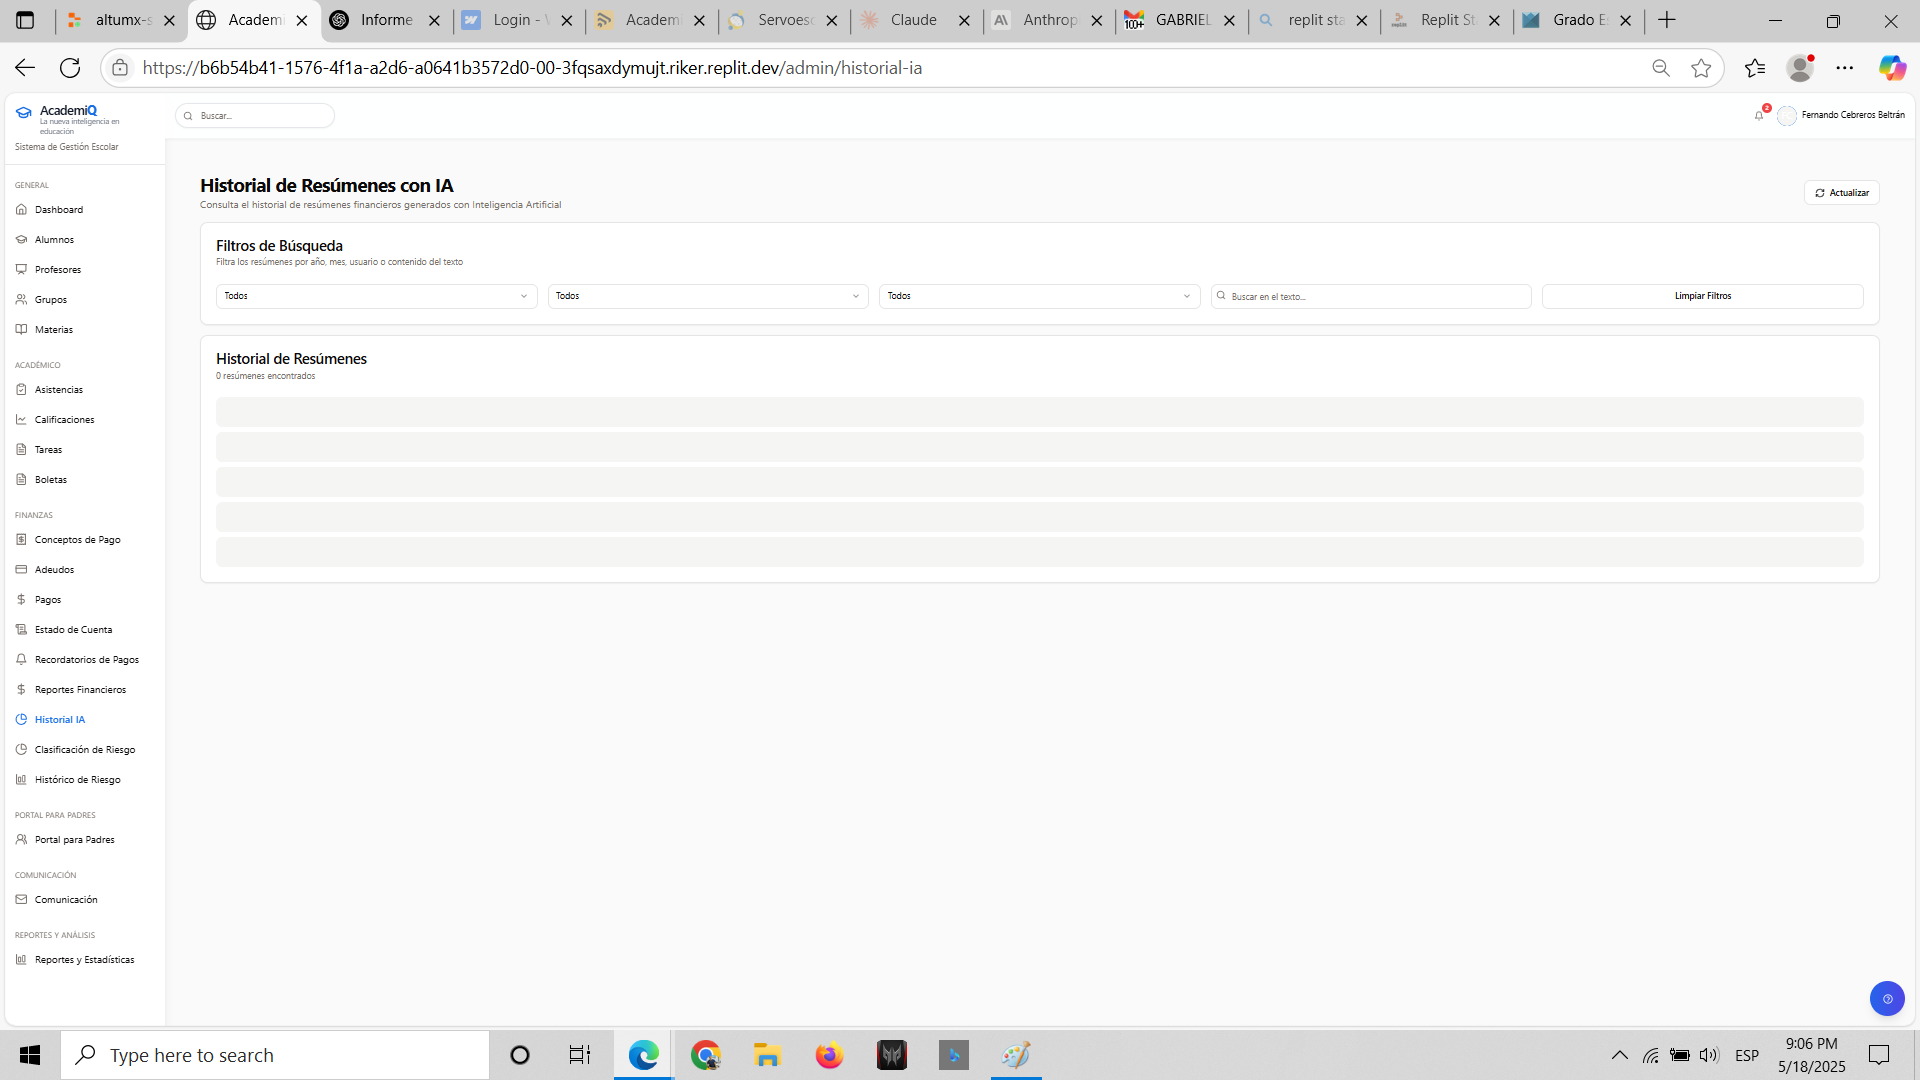 altumx-s
Academi
Informe
Login - W
Academi
Servoesc
Claude
Anthrop
GABRIEL
replit sta
Replit St
Grado E
https://b6b54b41-1576-4f1a-a2d6-a0641b3572d0-00-3fqsaxdymujt.riker.replit.dev/admin/historial-ia
AcademiQ
La nueva inteligencia en
educación
Sistema de Gestión Escolar
Buscar...
2
Fernando Cebreros Beltrán
GENERAL
Dashboard
Alumnos
Profesores
Grupos
Materias
ACADÉMICO
Asistencias
Calificaciones
Tareas
Boletas
FINANZAS
Conceptos de Pago
Adeudos
Pagos
Estado de Cuenta
Recordatorios de Pagos
Reportes Financieros
Historial IA
Clasificación de Riesgo
Histórico de Riesgo
PORTAL PARA PADRES
Portal para Padres
COMUNICACIÓN
Comunicación
REPORTES Y ANÁLISIS
Reportes y Estadísticas
Historial de Resúmenes con IA
Consulta el historial de resúmenes financieros generados con Inteligencia Artificial
Actualizar
Filtros de Búsqueda
Filtra los resúmenes por año, mes, usuario o contenido del texto
Todos
Todos
Todos
Buscar en el texto...
Limpiar Filtros
Historial de Resúmenes
0 resúmenes encontrados
Type here to search
ESP
9:06 PM
5/18/2025